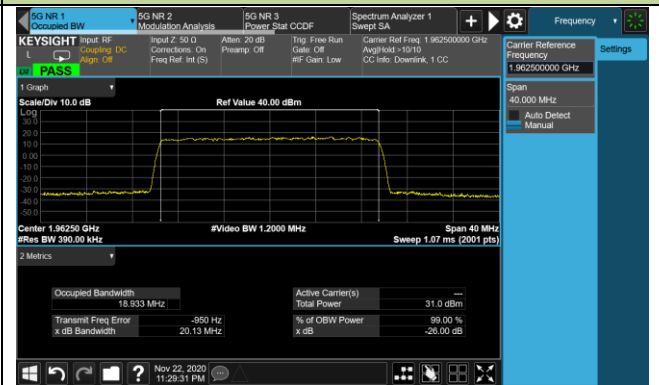 5G NR 1
Occupied BW
5G NR 2
Modulation Analysis
5G NR 3
Power Stat CCDF
Spectrum Analyzer 1
Swept SA
Frequency
KEYSIGHT
L
PASS
Input: RF
Coupling: DC
Align: Off
Input Z: 50 Ω
Corrections: On
Freq Ref: Int (S)
Atten: 20 dB
Preamp: Off
Trig: Free Run
Gate: Off
#IF Gain: Low
Carrier Ref Freq: 1.962500000 GHz
Avg|Hold:>10/10
CC Info: Downlink, 1 CC
Carrier Reference
Frequency
1.962500000 GHz
Settings
Span
40.000 MHz
Auto Detect
Manual
1 Graph
Scale/Div 10.0 dB
Ref Value 40.00 dBm
Log
30.0
20.0
10.0
0.00
-10.0
-20.0
-30.0
-40.0
-50.0
Center 1.96250 GHz
#Video BW 1.2000 MHz
Span 40 MHz
#Res BW 390.00 kHz
Sweep 1.07 ms (2001 pts)
2 Metrics
Occupied Bandwidth
18.933 MHz
Active Carrier(s)
---
Total Power
31.0 dBm
Transmit Freq Error
-950 Hz
% of OBW Power
99.00 %
x dB Bandwidth
20.13 MHz
x dB
-26.00 dB
?
Nov 22, 2020
11:29:31 PM